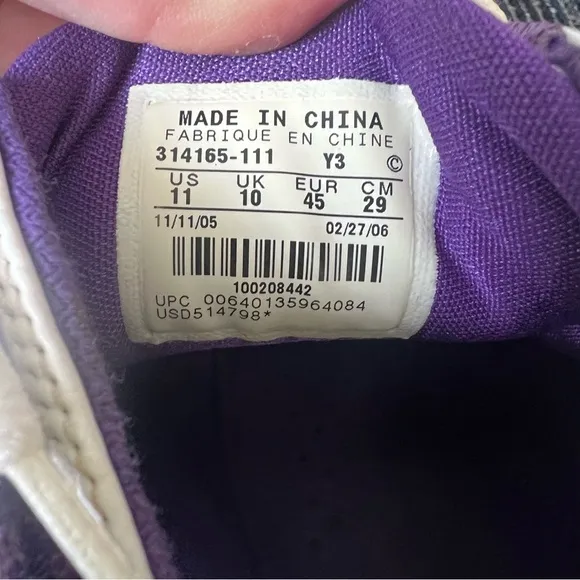 MADE IN CHINA
FABRIQUE EN CHINE
314165-111 Y3 ©
US UK EUR CM
11 10 45 29
11/11/05 02/27/06
100208442
UPC 00640135964084
USD514798*